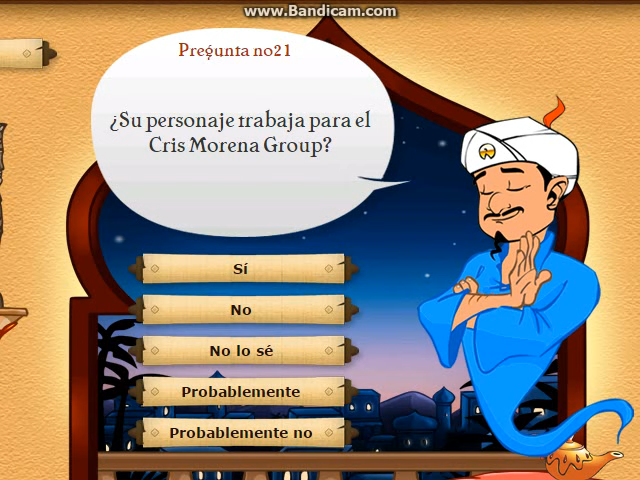 www.Bandicam.com
Pregunta no21
¿Su personaje trabaja para el
Cris Morena Group?
Sí
No
No lo sé
Probablemente
Probablemente no